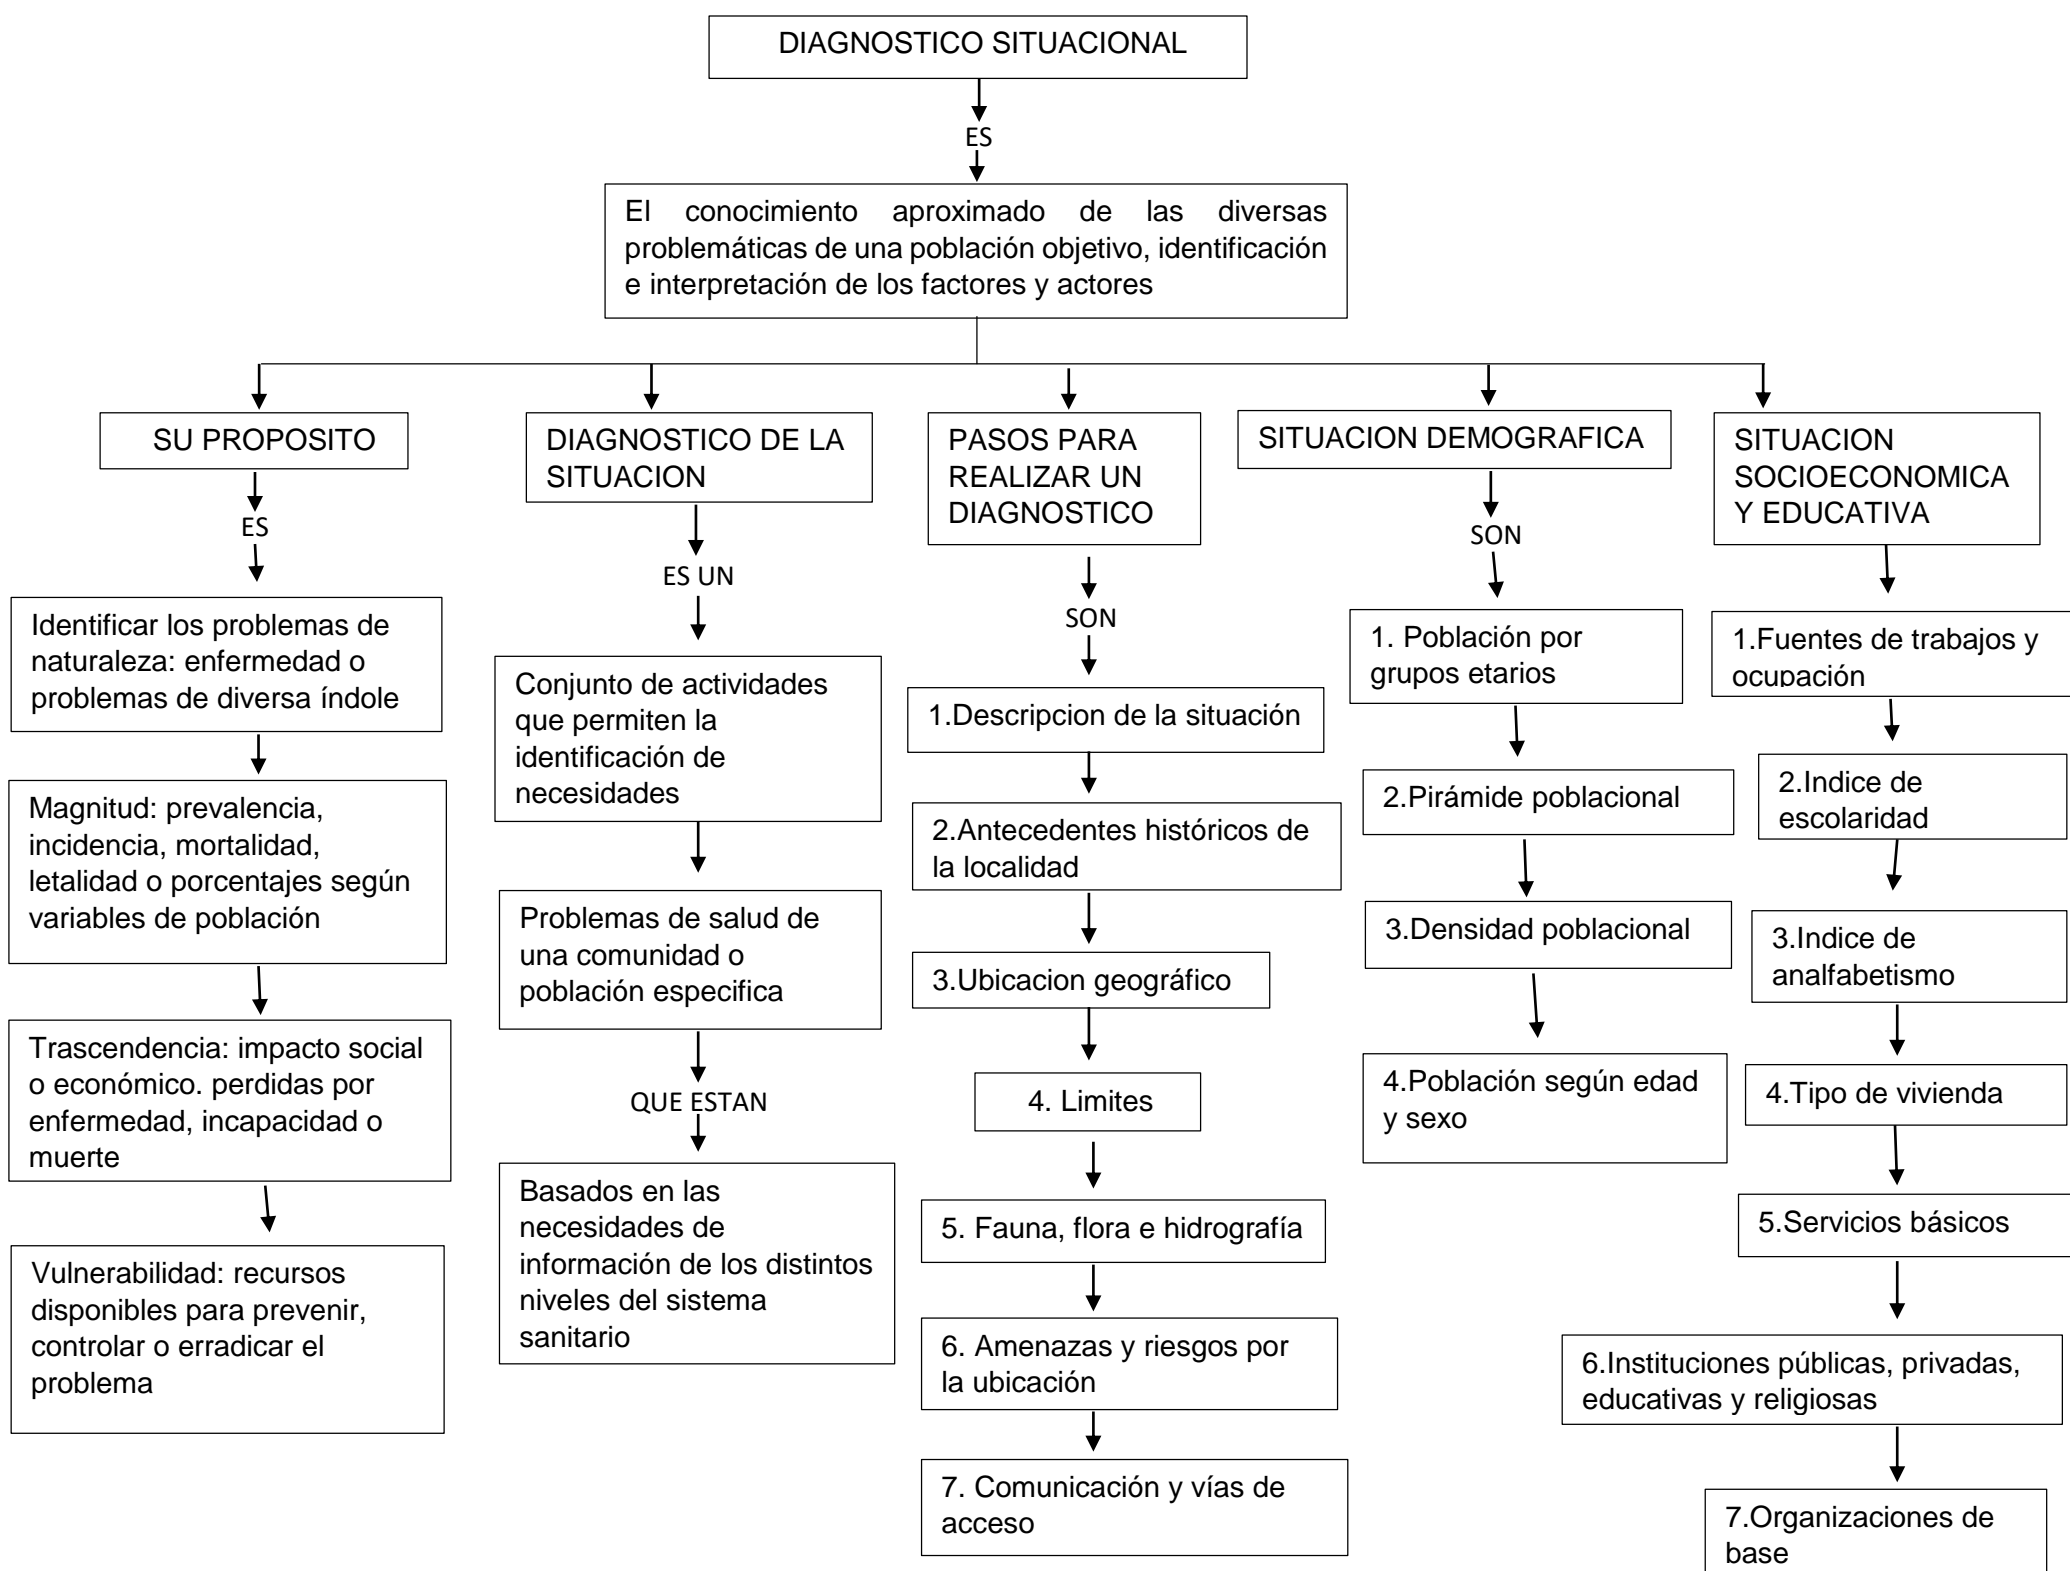 DIAGNOSTICO SITUACIONAL
ES
El conocimiento aproximado de las diversas
problemáticas de una población objetivo, identificación
e interpretación de los factores y actores
SU PROPOSITO
ES
Identificar los problemas de
naturaleza: enfermedad o
problemas de diversa índole
Magnitud: prevalencia,
incidencia, mortalidad,
letalidad o porcentajes según
variables de población
Trascendencia: impacto social
o económico. perdidas por
enfermedad, incapacidad o
muerte
Vulnerabilidad: recursos
disponibles para prevenir,
controlar o erradicar el
problema
DIAGNOSTICO DE LA
SITUACION
ES UN
Conjunto de actividades
que permiten la
identificación de
necesidades
Problemas de salud de
una comunidad o
población especifica
QUE ESTAN
Basados en las
necesidades de
información de los distintos
niveles del sistema
sanitario
PASOS PARA
REALIZAR UN
DIAGNOSTICO
SON
1.Descripcion de la situación
2.Antecedentes históricos de
la localidad
3.Ubicacion geográfico
4. Limites
5. Fauna, flora e hidrografía
6. Amenazas y riesgos por
la ubicación
7. Comunicación y vías de
acceso
SITUACION DEMOGRAFICA
SON
1. Población por
grupos etarios
2.Pirámide poblacional
3.Densidad poblacional
4.Población según edad
y sexo
SITUACION
SOCIOECONOMICA
Y EDUCATIVA
1.Fuentes de trabajos y
ocupación
2.Indice de
escolaridad
3.Indice de
analfabetismo
4.Tipo de vivienda
5.Servicios básicos
6.Instituciones públicas, privadas,
educativas y religiosas
7.Organizaciones de
base